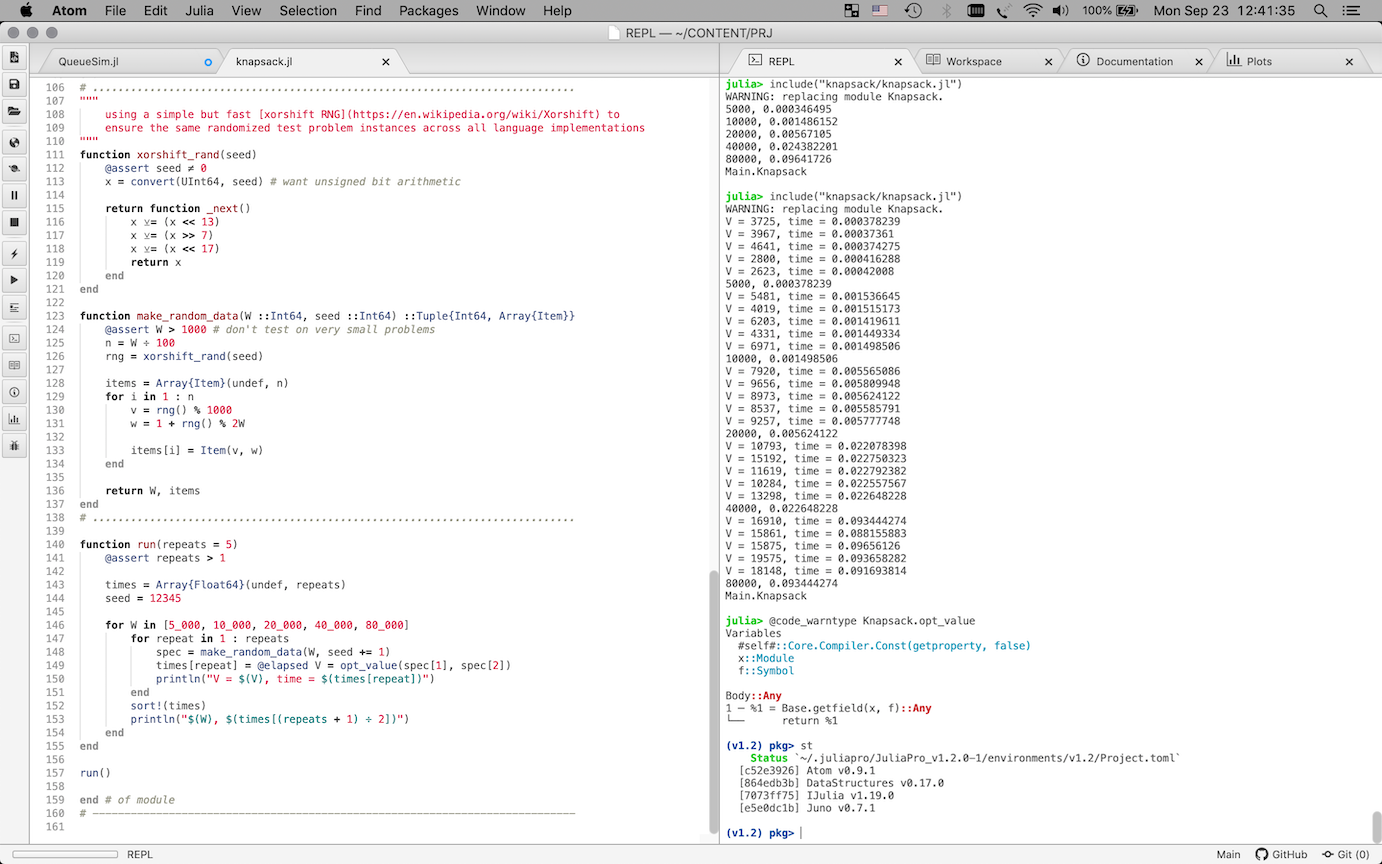 Atom File Edit Julia View Selection Find Packages Window Help 100% Mon Sep 23 12:41:35
REPL — ~/CONTENT/PRJ
QueueSim.jl knapsack.jl
106 # ............................................................................
107 """
108 using a simple but fast [xorshift RNG](https://en.wikipedia.org/wiki/Xorshift) to
109 ensure the same randomized test problem instances across all language implementations
110 """
111 function xorshift_rand(seed)
112 @assert seed ≠ 0
113 x = convert(UInt64, seed) # want unsigned bit arithmetic
114
115 return function _next()
116 x ⊻= (x << 13)
117 x ⊻= (x >> 7)
118 x ⊻= (x << 17)
119 return x
120 end
121 end
122
123 function make_random_data(W ::Int64, seed ::Int64) ::Tuple{Int64, Array{Item}}
124 @assert W > 1000 # don't test on very small problems
125 n = W ÷ 100
126 rng = xorshift_rand(seed)
127
128 items = Array{Item}(undef, n)
129 for i in 1 : n
130 v = rng() % 1000
131 w = 1 + rng() % 2W
132
133 items[i] = Item(v, w)
134 end
135
136 return W, items
137 end
138 # ............................................................................
139
140 function run(repeats = 5)
141 @assert repeats > 1
142
143 times = Array{Float64}(undef, repeats)
144 seed = 12345
145
146 for W in [5_000, 10_000, 20_000, 40_000, 80_000]
147 for repeat in 1 : repeats
148 spec = make_random_data(W, seed += 1)
149 times[repeat] = @elapsed V = opt_value(spec[1], spec[2])
150 println("V = $(V), time = $(times[repeat])")
151 end
152 sort!(times)
153 println("$(W), $(times[(repeats + 1) ÷ 2])")
154 end
155 end
156
157 run()
158
159 end # of module
160 # ----------------------------------------------------------------------------
161
REPL Workspace Documentation Plots
julia> include("knapsack/knapsack.jl")
WARNING: replacing module Knapsack.
5000, 0.000346495
10000, 0.001486152
20000, 0.00567105
40000, 0.024382201
80000, 0.09641726
Main.Knapsack
julia> include("knapsack/knapsack.jl")
WARNING: replacing module Knapsack.
V = 3725, time = 0.000378239
V = 3967, time = 0.00037361
V = 4641, time = 0.000374275
V = 2800, time = 0.000416288
V = 2623, time = 0.00042008
5000, 0.000378239
V = 5481, time = 0.001536645
V = 4019, time = 0.001515173
V = 6203, time = 0.001419611
V = 4331, time = 0.001449334
V = 6971, time = 0.001498506
10000, 0.001498506
V = 7920, time = 0.005565086
V = 9656, time = 0.005809948
V = 8973, time = 0.005624122
V = 8537, time = 0.005585791
V = 9257, time = 0.005777748
20000, 0.005624122
V = 10793, time = 0.022078398
V = 15192, time = 0.022750323
V = 11619, time = 0.022792382
V = 10284, time = 0.022557567
V = 13298, time = 0.022648228
40000, 0.022648228
V = 16910, time = 0.093444274
V = 15861, time = 0.088155883
V = 15875, time = 0.09656126
V = 19575, time = 0.093658282
V = 18148, time = 0.091693814
80000, 0.093444274
Main.Knapsack
julia> @code_warntype Knapsack.opt_value
Variables
#self#::Core.Compiler.Const(getproperty, false)
x::Module
f::Symbol
Body::Any
1 ─ %1 = Base.getfield(x, f)::Any
└── return %1
(v1.2) pkg> st
Status `~/.juliapro/JuliaPro_v1.2.0-1/environments/v1.2/Project.toml`
[c52e3926] Atom v0.9.1
[864edb3b] DataStructures v0.17.0
[7073ff75] IJulia v1.19.0
[e5e0dc1b] Juno v0.7.1
(v1.2) pkg>
REPL Main GitHub Git (0)